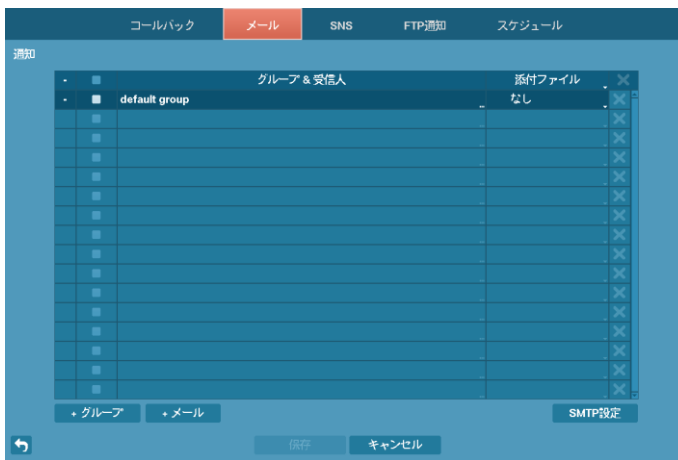 コールバック メール SNS FTP通知 スケジュール
通知
- グループ & 受信人 添付ファイル
- default group なし
+ グループ + メール SMTP設定
保存 キャンセル